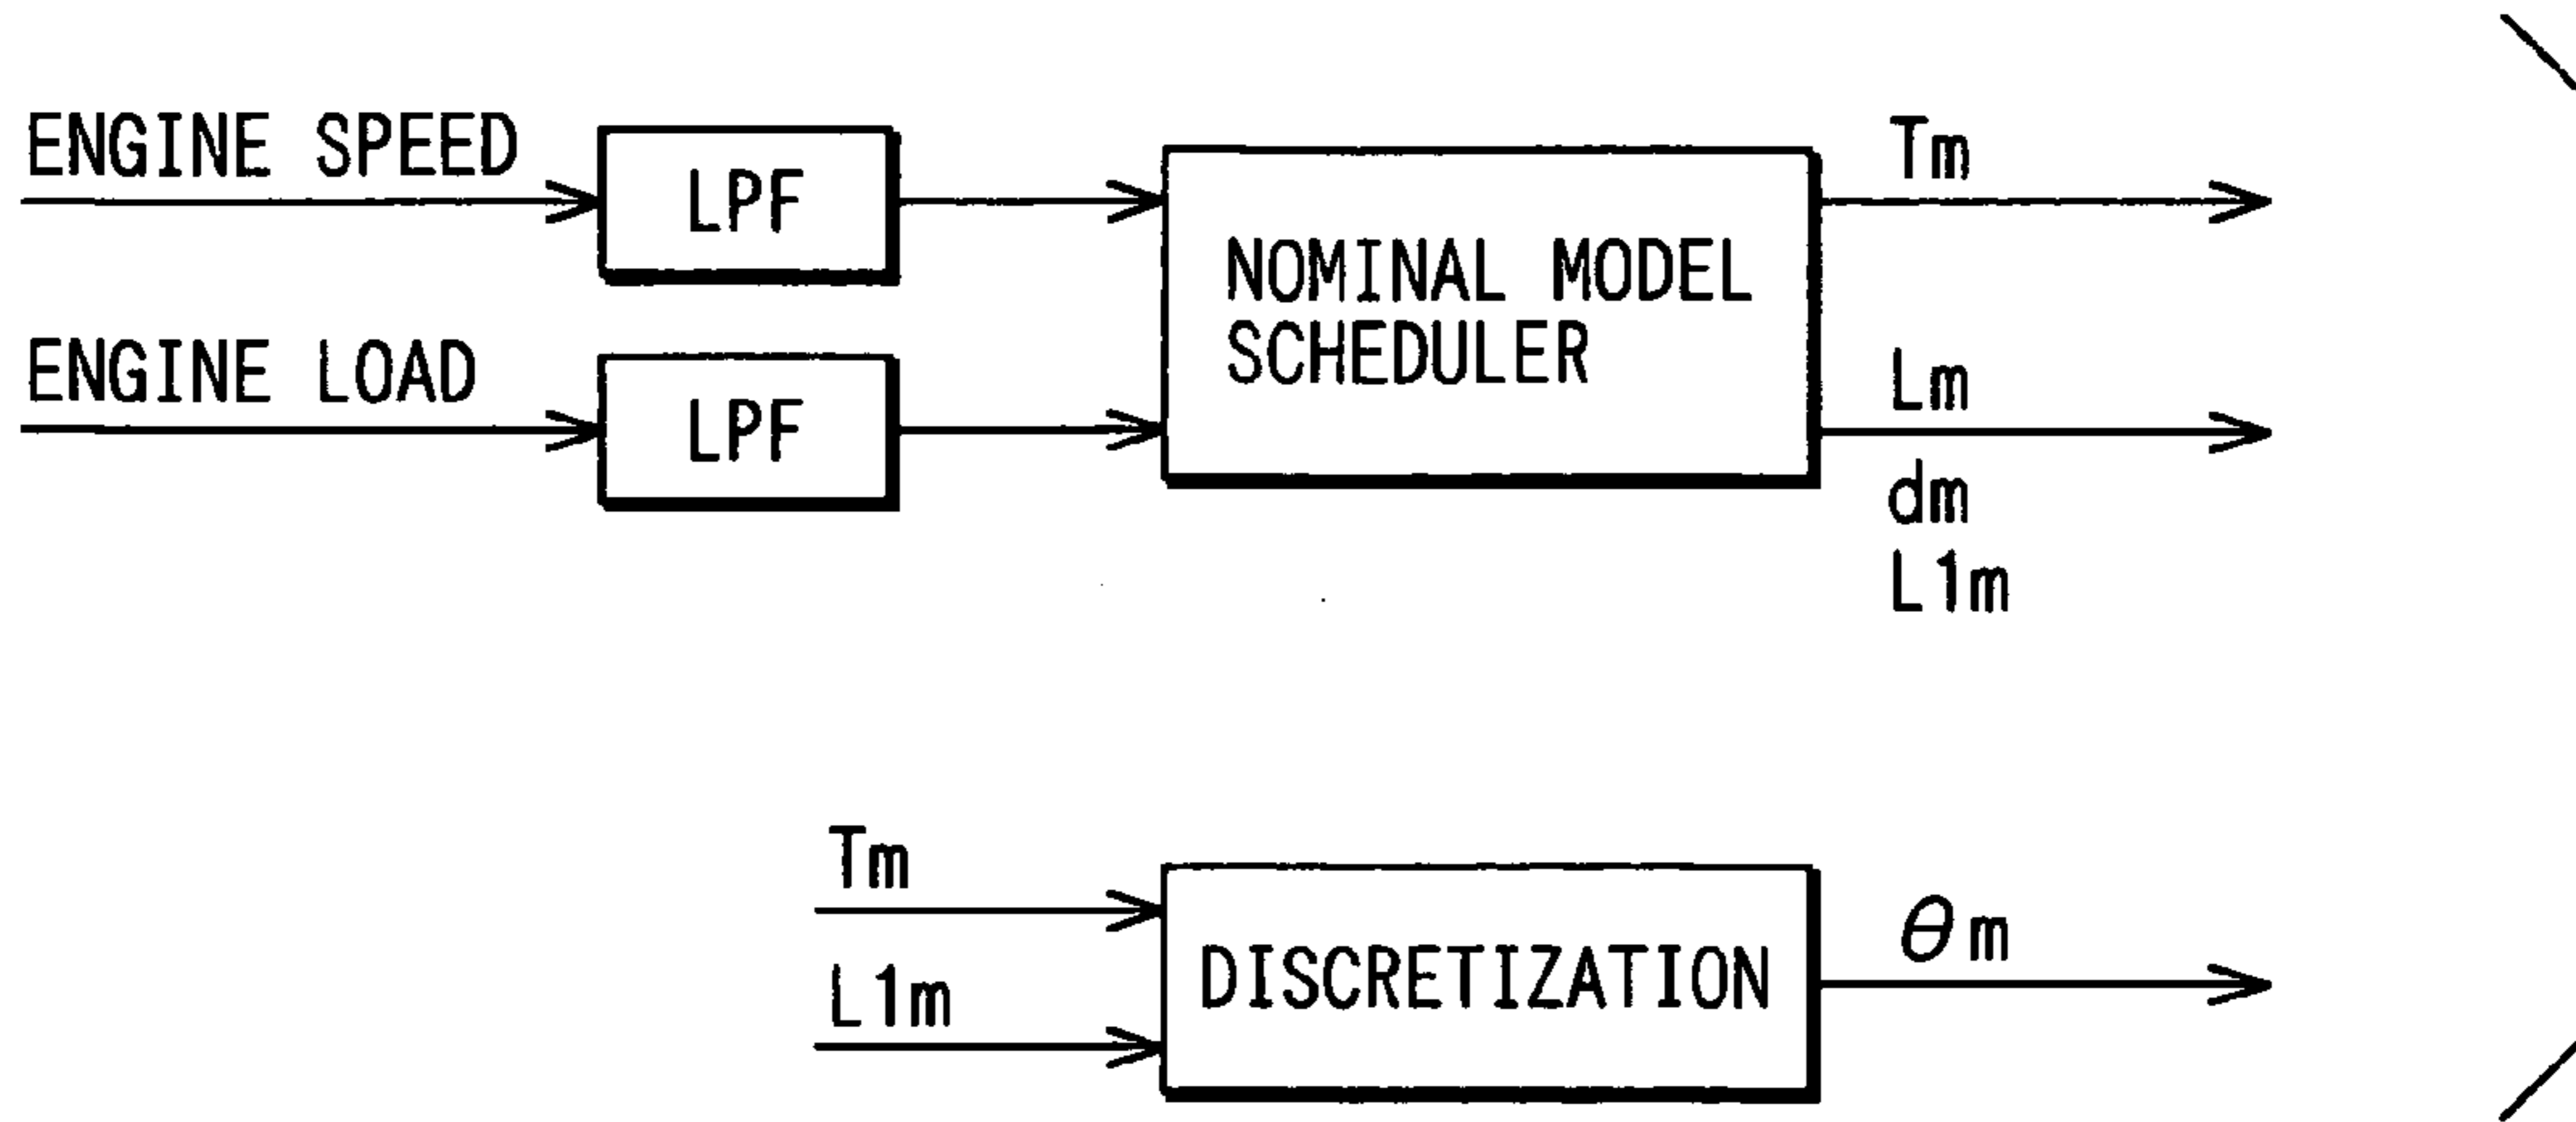 ENGINE SPEED
LPF
ENGINE LOAD
LPF
NOMINAL MODEL
SCHEDULER
Tm
Lm
dm
L1m
Tm
L1m
DISCRETIZATION
θm